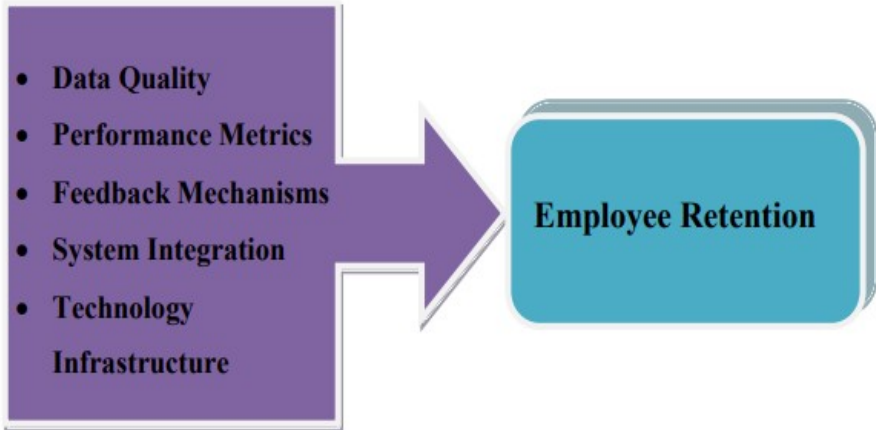 • Data Quality
• Performance Metrics
• Feedback Mechanisms
• System Integration
• Technology
Infrastructure
Employee Retention